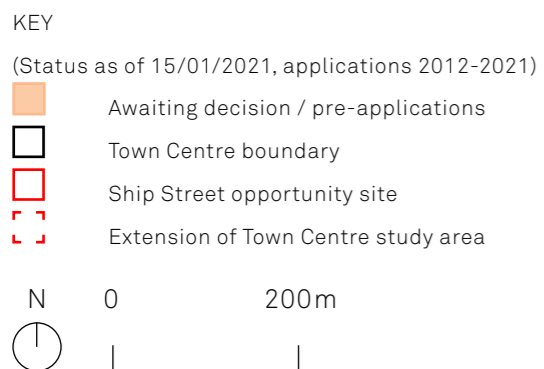 KEY
(Status as of 15/01/2021, applications 2012-2021)
Awaiting decision / pre-applications
Town Centre boundary
Ship Street opportunity site
Extension of Town Centre study area
N 0 200m